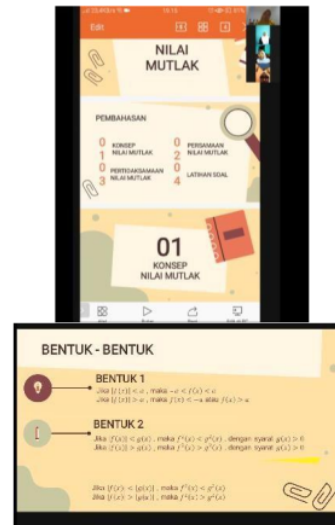 Edit
NILAI
MUTLAK
PEMBAHASAN
01 KONSEP
NILAI MUTLAK
02 PERSAMAAN
NILAI MUTLAK
03 PERTIDAKSAMAAN
NILAI MUTLAK
04 LATIHAN SOAL
01
KONSEP
NILAI MUTLAK
BENTUK - BENTUK
BENTUK 1
Jika |f(x)| < a , maka −a < f(x) < a
Jika |f(x)| > a , maka f(x) < −a atau f(x) > a
BENTUK 2
Jika |f(x)| < g(x) , maka f²(x) < g²(x) , dengan syarat g(x) > 0
Jika |f(x)| > g(x) , maka f²(x) > g²(x) , dengan syarat g(x) > 0
Jika |f(x)| < |g(x)| , maka f²(x) < g²(x)
Jika |f(x)| > |g(x)| , maka f²(x) > g²(x)